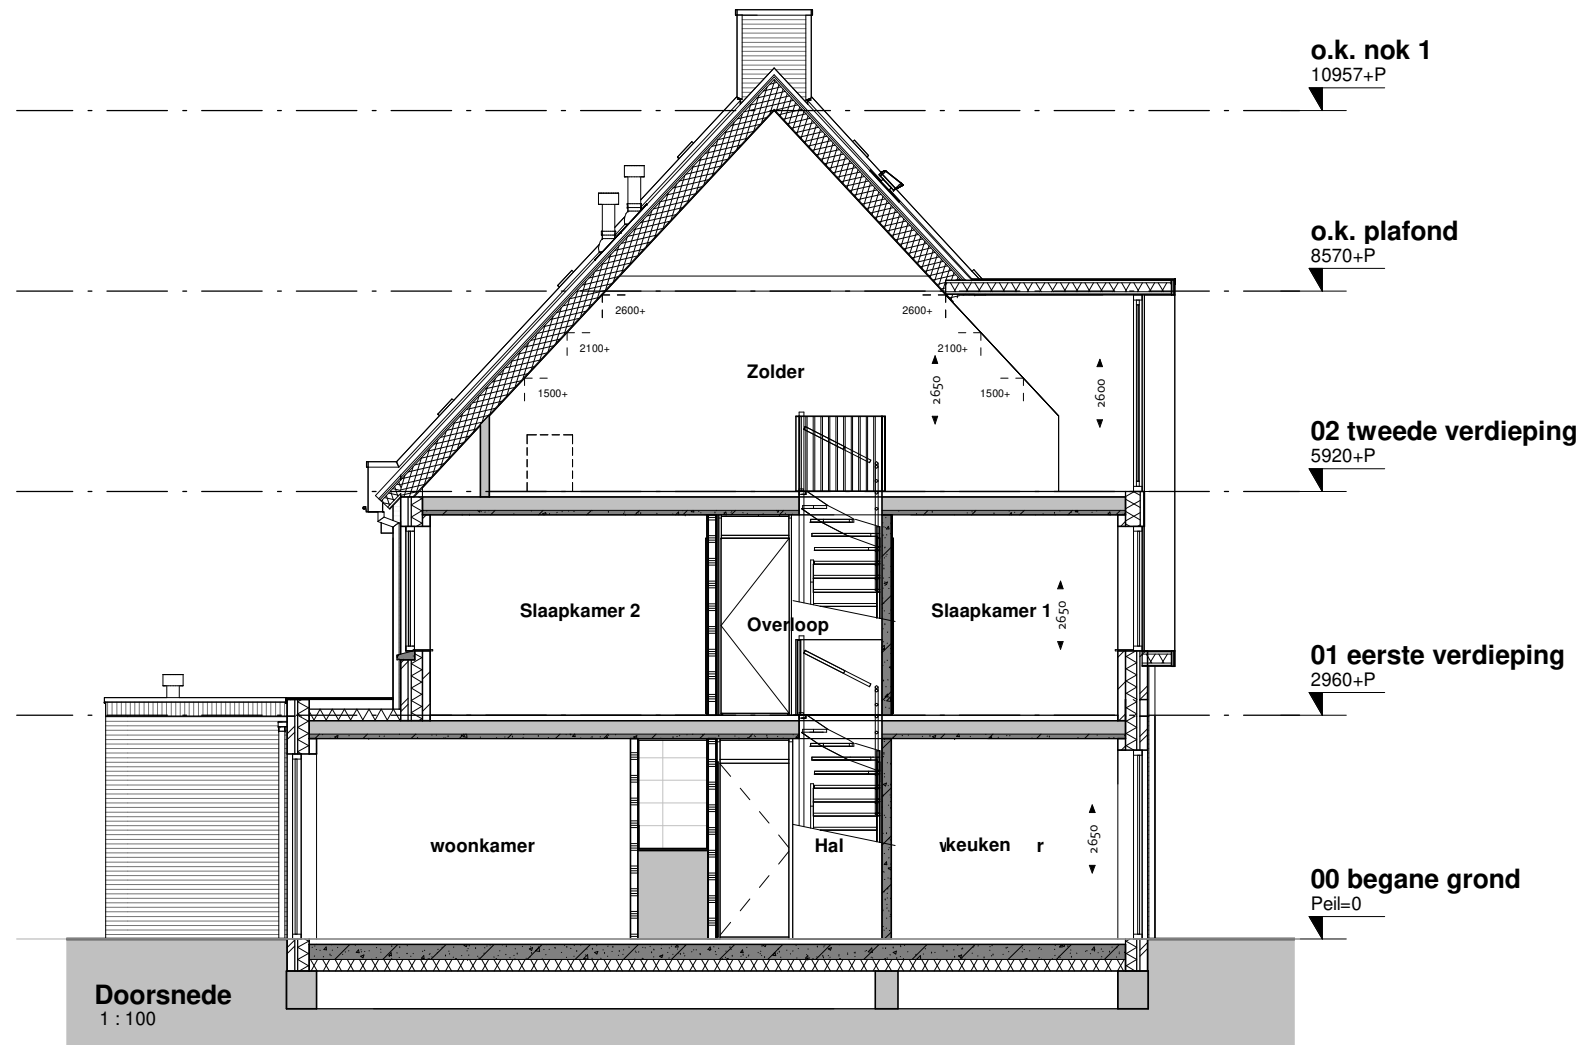 o.k. nok 1
10957+P
o.k. plafond
8570+P
2600+
2600+
2100+
2100+
Zolder
1500+
1500+
2650
2600
02 tweede verdieping
5920+P
Slaapkamer 2
Overloop
Slaapkamer 1
2650
01 eerste verdieping
2960+P
woonkamer
Hal
keuken r
2650
00 begane grond
Peil=0
Doorsnede
1 : 100